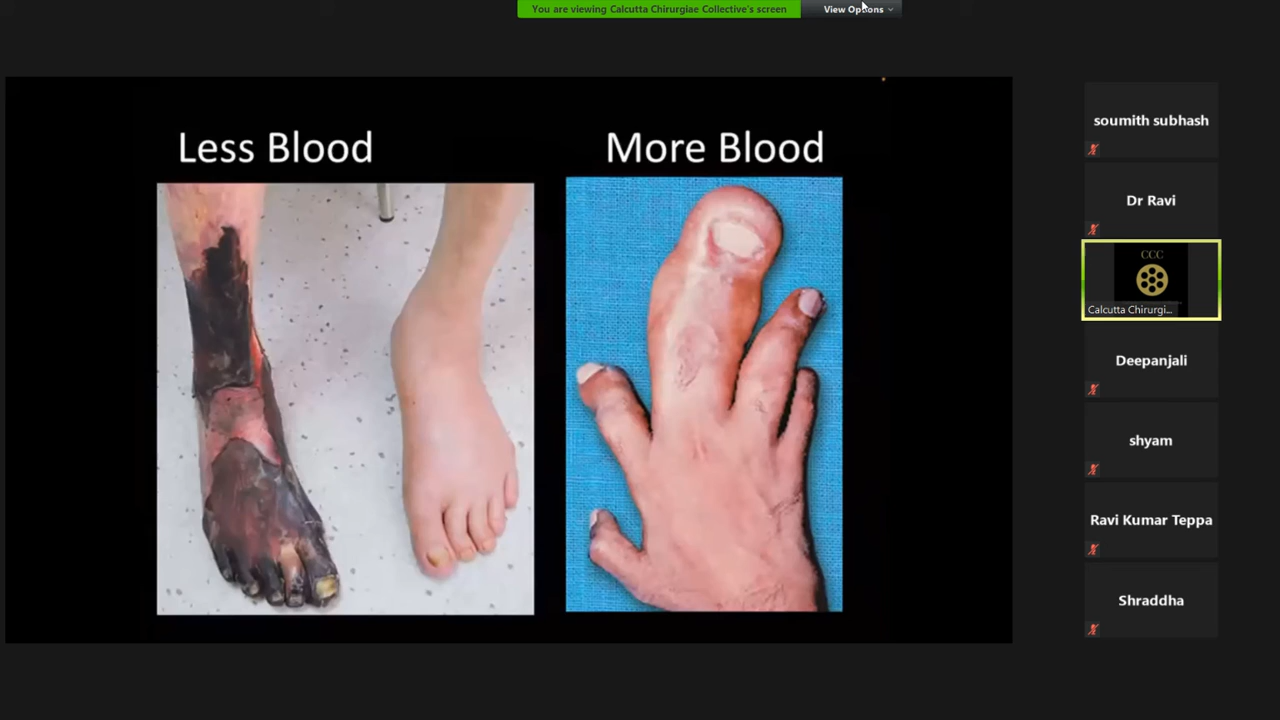 You are viewing Calcutta Chirurgiae Collective's screen
View Options
Less Blood
More Blood
soumith subhash
Dr Ravi
CCC
Calcutta Chirurgi...
Deepanjali
shyam
Ravi Kumar Teppa
Shraddha